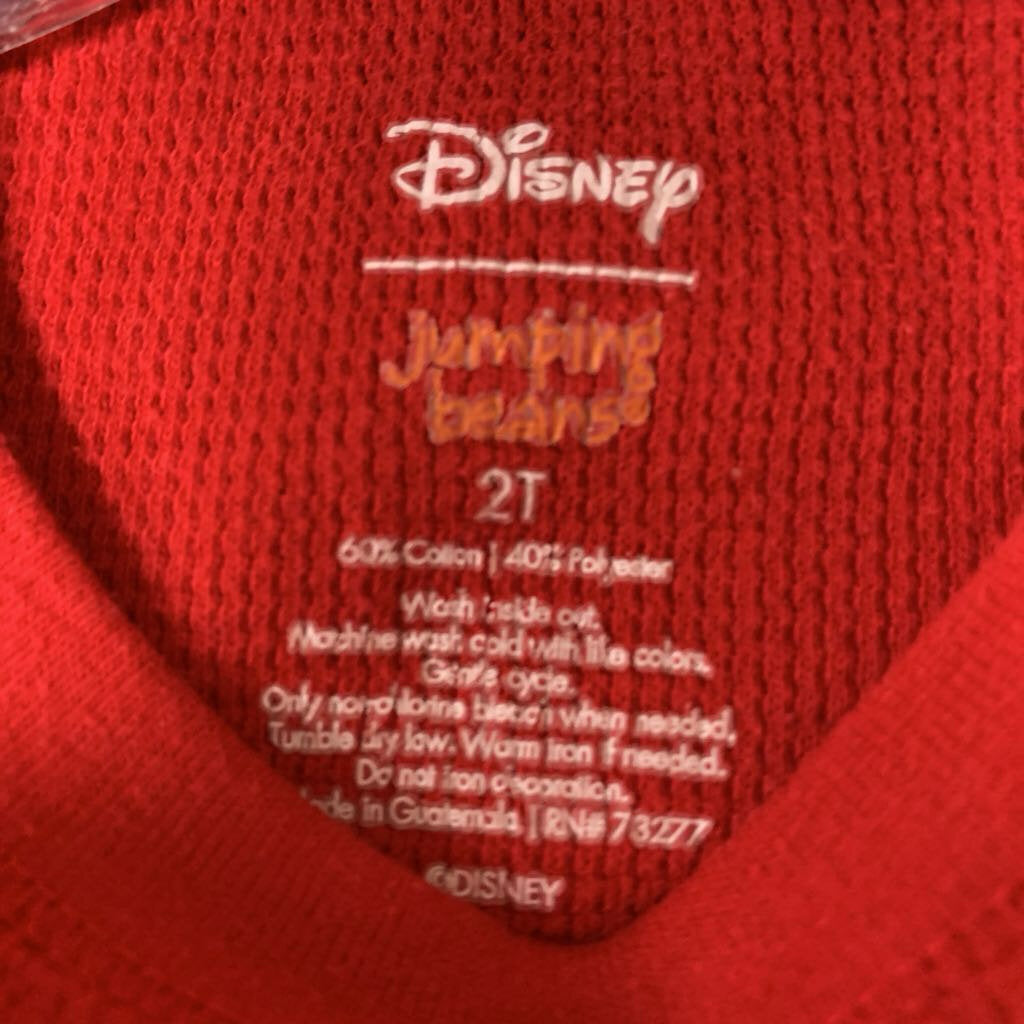 Disney
jumping
beans®
2T
60% Cotton | 40% Polyester
Wash inside out.
Machine wash cold with like colors.
Gentle cycle.
Only non-chlorine bleach when needed.
Tumble dry low. Warm iron if needed.
Do not iron decoration.
in Guatemala | RN# 73277
©DISNEY